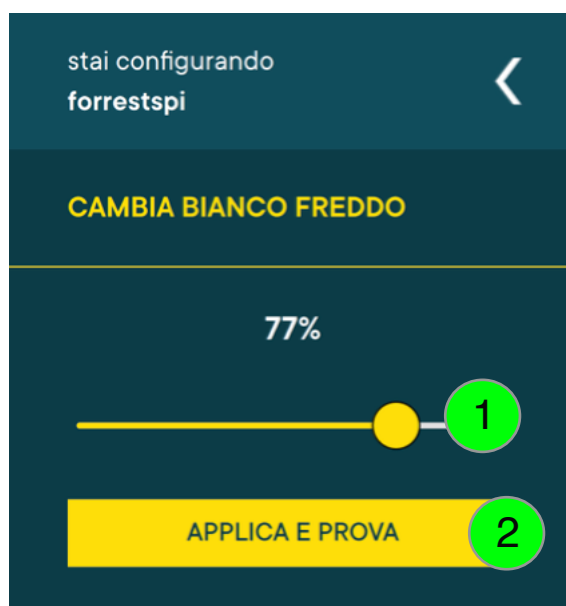 stai configurando
forrestspi
CAMBIA BIANCO FREDDO
77%
1
APPLICA E PROVA 2